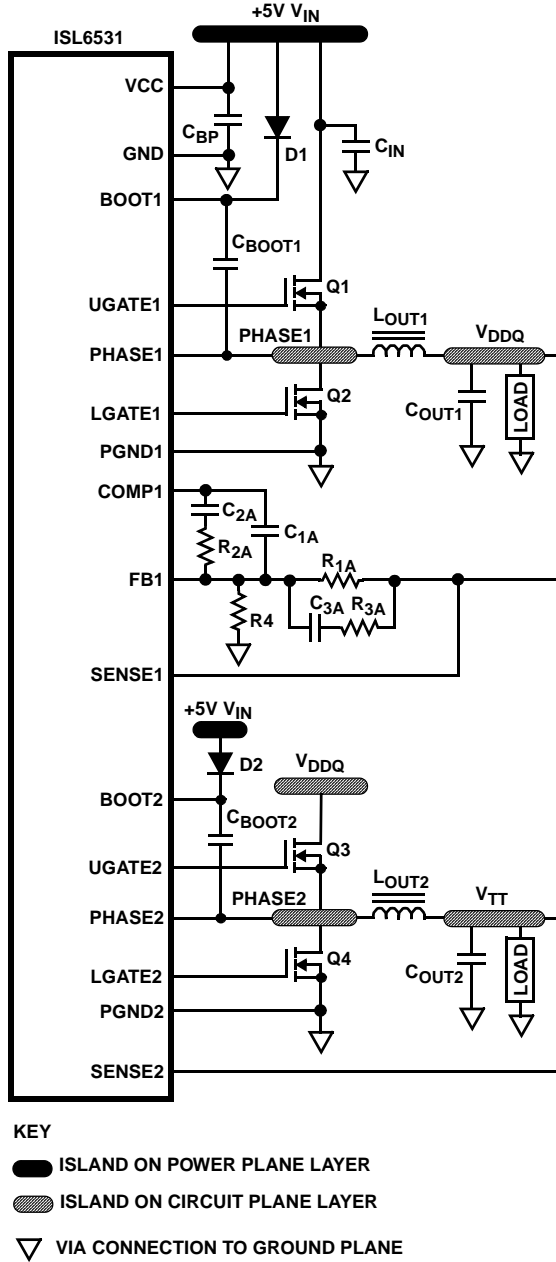 +5V VIN
ISL6531
VCC
CBP
D1
CIN
GND
BOOT1
CBOOT1
Q1
UGATE1
LOUT1
PHASE1
PHASE1
VDDQ
Q2
COUT1
LOAD
LGATE1
PGND1
COMP1
C2A
C1A
R2A
R1A
FB1
C3A
R3A
R4
SENSE1
+5V VIN
D2
VDDQ
BOOT2
CBOOT2
Q3
UGATE2
LOUT2
PHASE2
PHASE2
VTT
Q4
COUT2
LOAD
LGATE2
PGND2
SENSE2
KEY
ISLAND ON POWER PLANE LAYER
ISLAND ON CIRCUIT PLANE LAYER
VIA CONNECTION TO GROUND PLANE